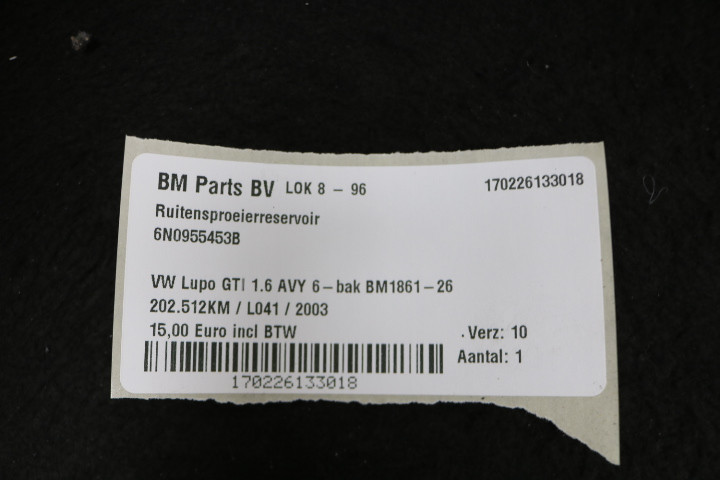 BM Parts BV LOK 8 - 96 170226133018
Ruitensproeierreservoir
6N0955453B
VW Lupo GTI 1.6 AVY 6-bak BM1861-26
202.512KM / L041 / 2003
15,00 Euro incl BTW Verz: 10
Aantal: 1
170226133018